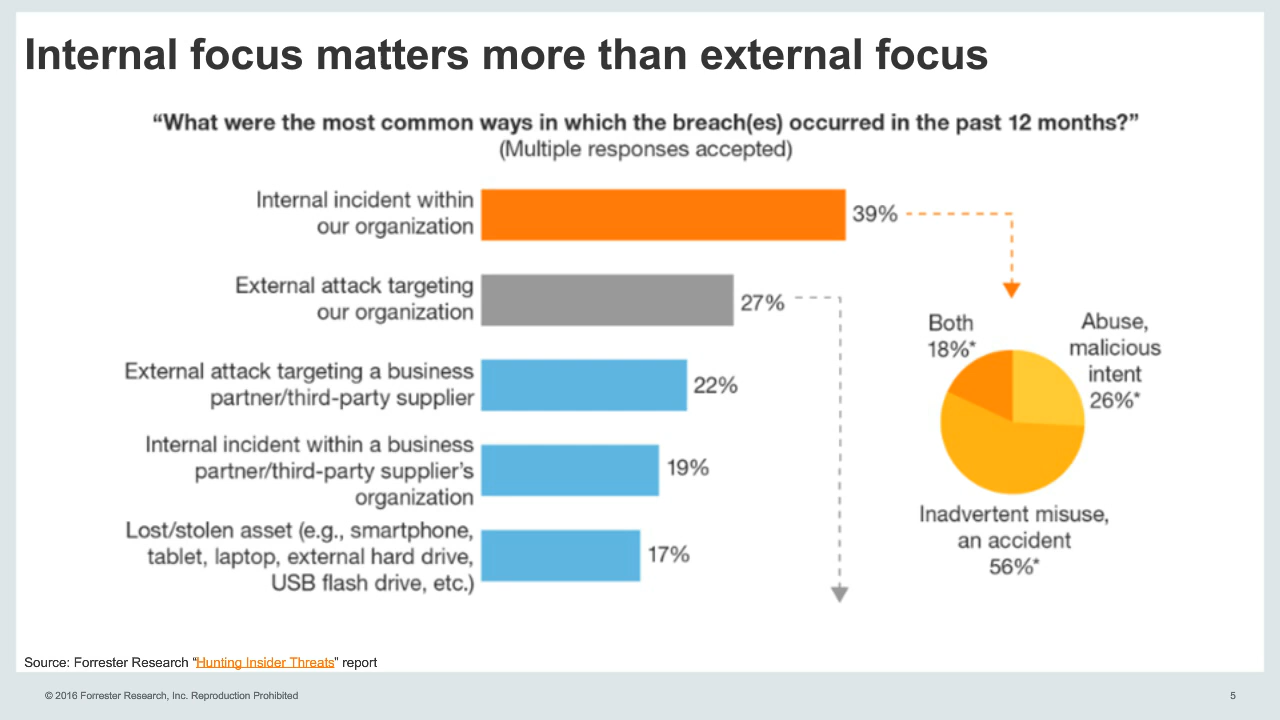 Internal focus matters more than external focus
“What were the most common ways in which the breach(es) occurred in the past 12 months?”
(Multiple responses accepted)
Internal incident within
our organization
39%
External attack targeting
our organization
27%
External attack targeting a business
partner/third-party supplier
22%
Internal incident within a business
partner/third-party supplier’s
organization
19%
Lost/stolen asset (e.g., smartphone,
tablet, laptop, external hard drive,
USB flash drive, etc.)
17%
Both
18%*
Abuse,
malicious
intent
26%*
Inadvertent misuse,
an accident
56%*
Source: Forrester Research “Hunting Insider Threats” report
© 2016 Forrester Research, Inc. Reproduction Prohibited
5